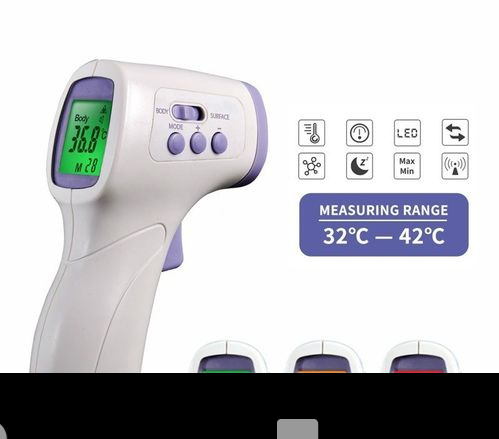 BODY
SURFACE
MODE + −
Body
36.8°C
M 28
LED
z z
Max
Min
MEASURING RANGE
32°C — 42°C